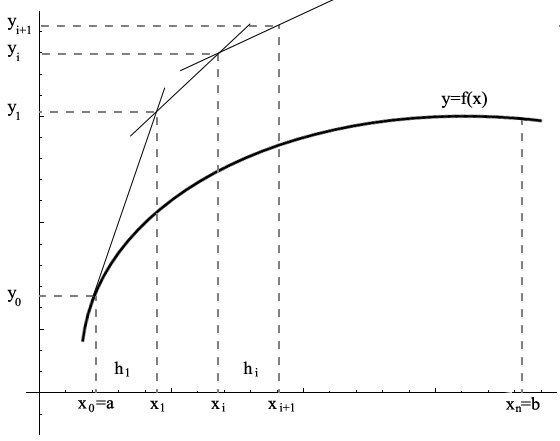 y_{i+1}
y_i
y=f(x)
y_1
y_0
h_1 h_i
x_0=a x_1 x_i x_{i+1} x_n=b